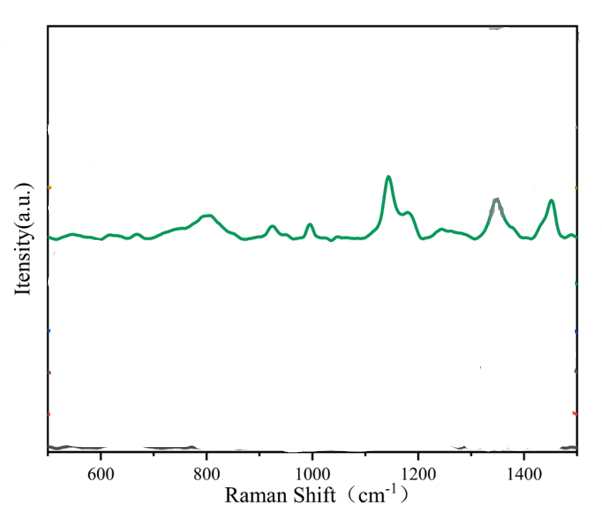 Itensity(a.u.)
600 800 1000 1200 1400
Raman Shift（cm⁻¹）